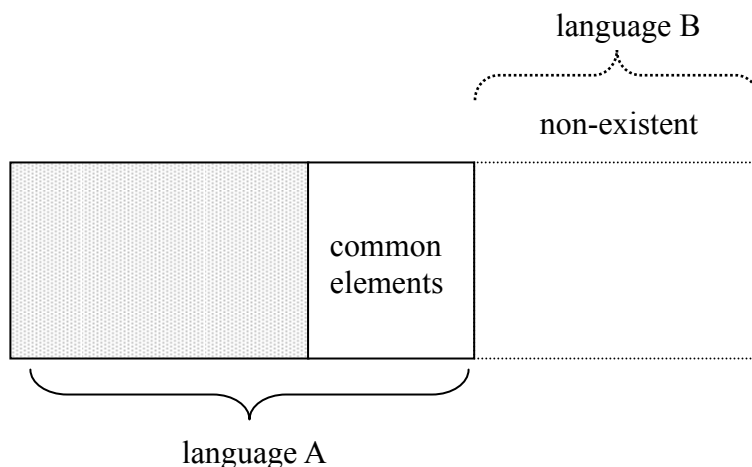 language B
non-existent
common
elements
language A